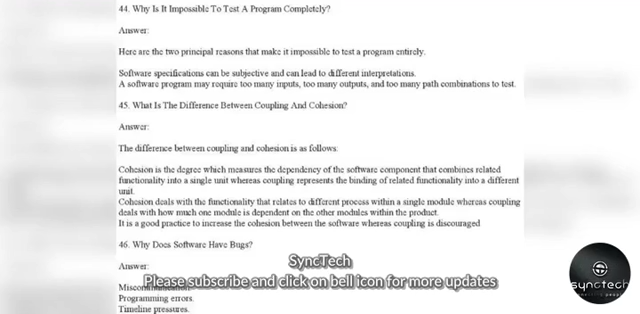 44. Why Is It Impossible To Test A Program Completely?
Answer:
Here are the two principal reasons that make it impossible to test a program entirely.
Software specifications can be subjective and can lead to different interpretations.
A software program may require too many inputs, too many outputs, and too many path combinations to test.
45. What Is The Difference Between Coupling And Cohesion?
Answer:
The difference between coupling and cohesion is as follows:
Cohesion is the degree which measures the dependency of the software component that combines related
functionality into a single unit whereas coupling represents the binding of related functionality into a different
unit.
Cohesion deals with the functionality that relates to different process within a single module whereas coupling
deals with how much one module is dependent on the other modules within the product.
It is a good practice to increase the cohesion between the software whereas coupling is discouraged
46. Why Does Software Have Bugs?
SyncTech
Answer:
Please subscribe and click on bell icon for more updates
Miscommunication.
Programming errors.
Timeline pressures.
synctech